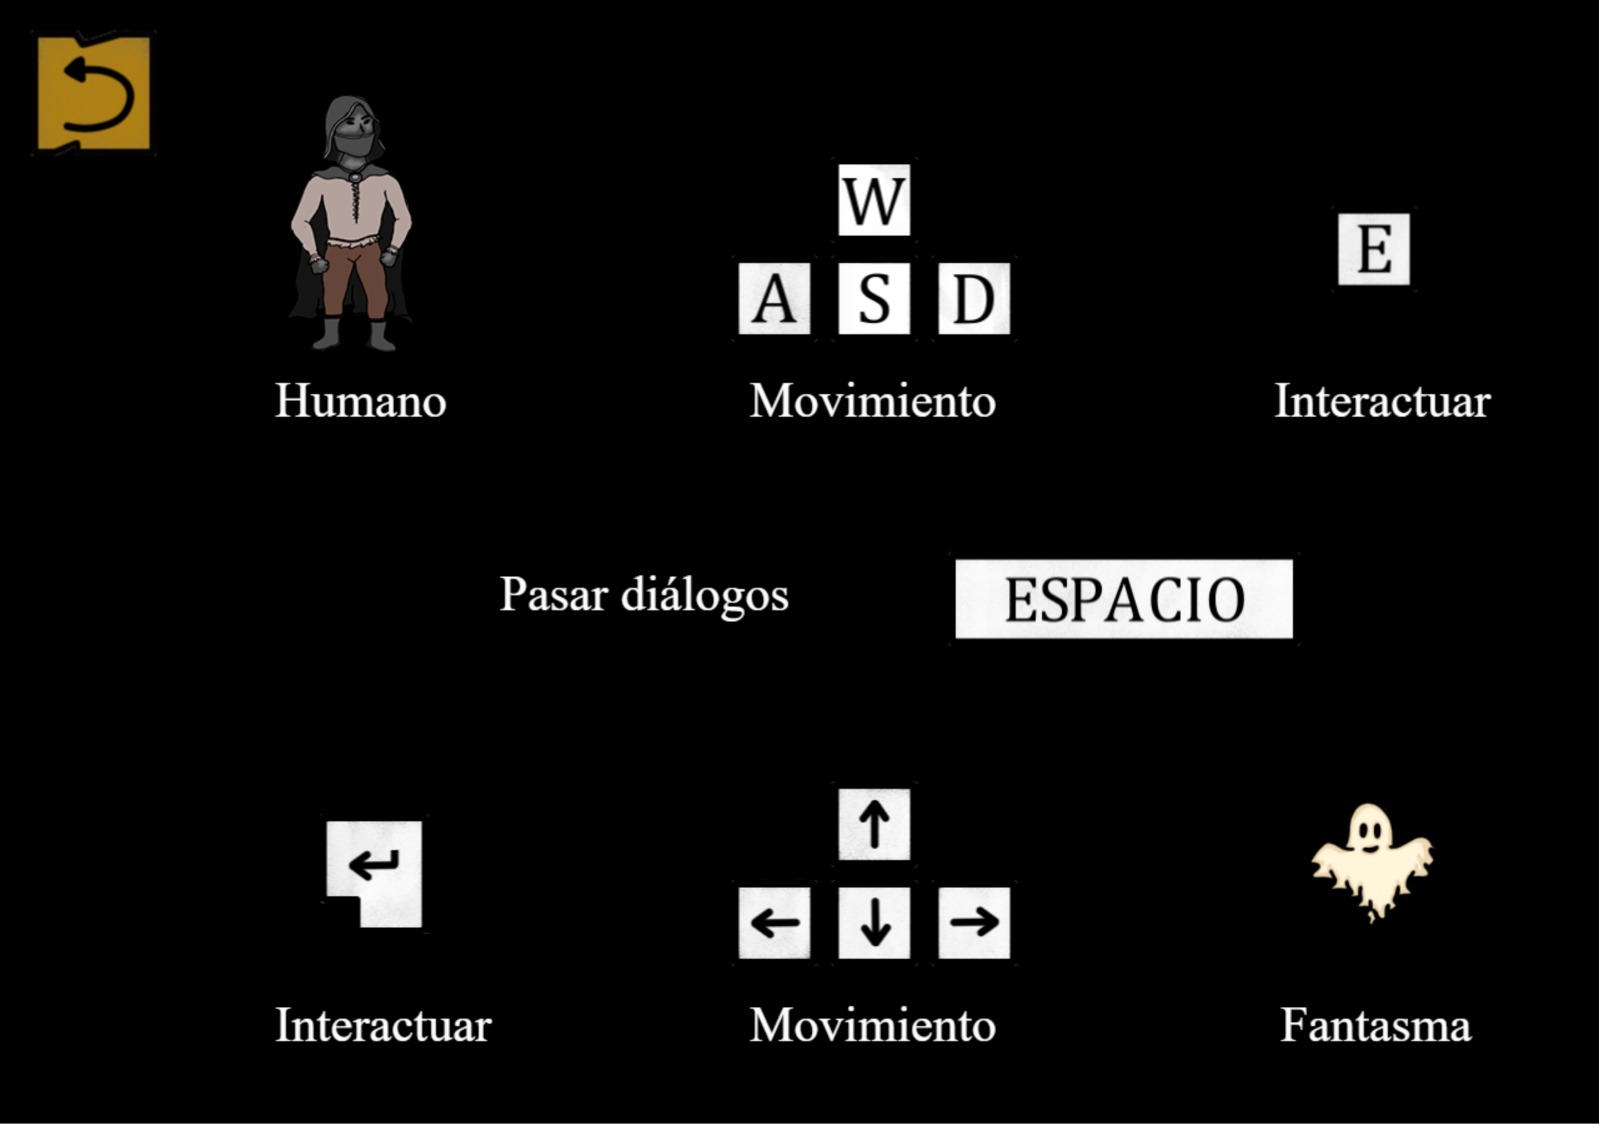 W
A S D
E
Humano Movimiento Interactuar
Pasar diálogos ESPACIO
↑
← ↓ →
Interactuar Movimiento Fantasma